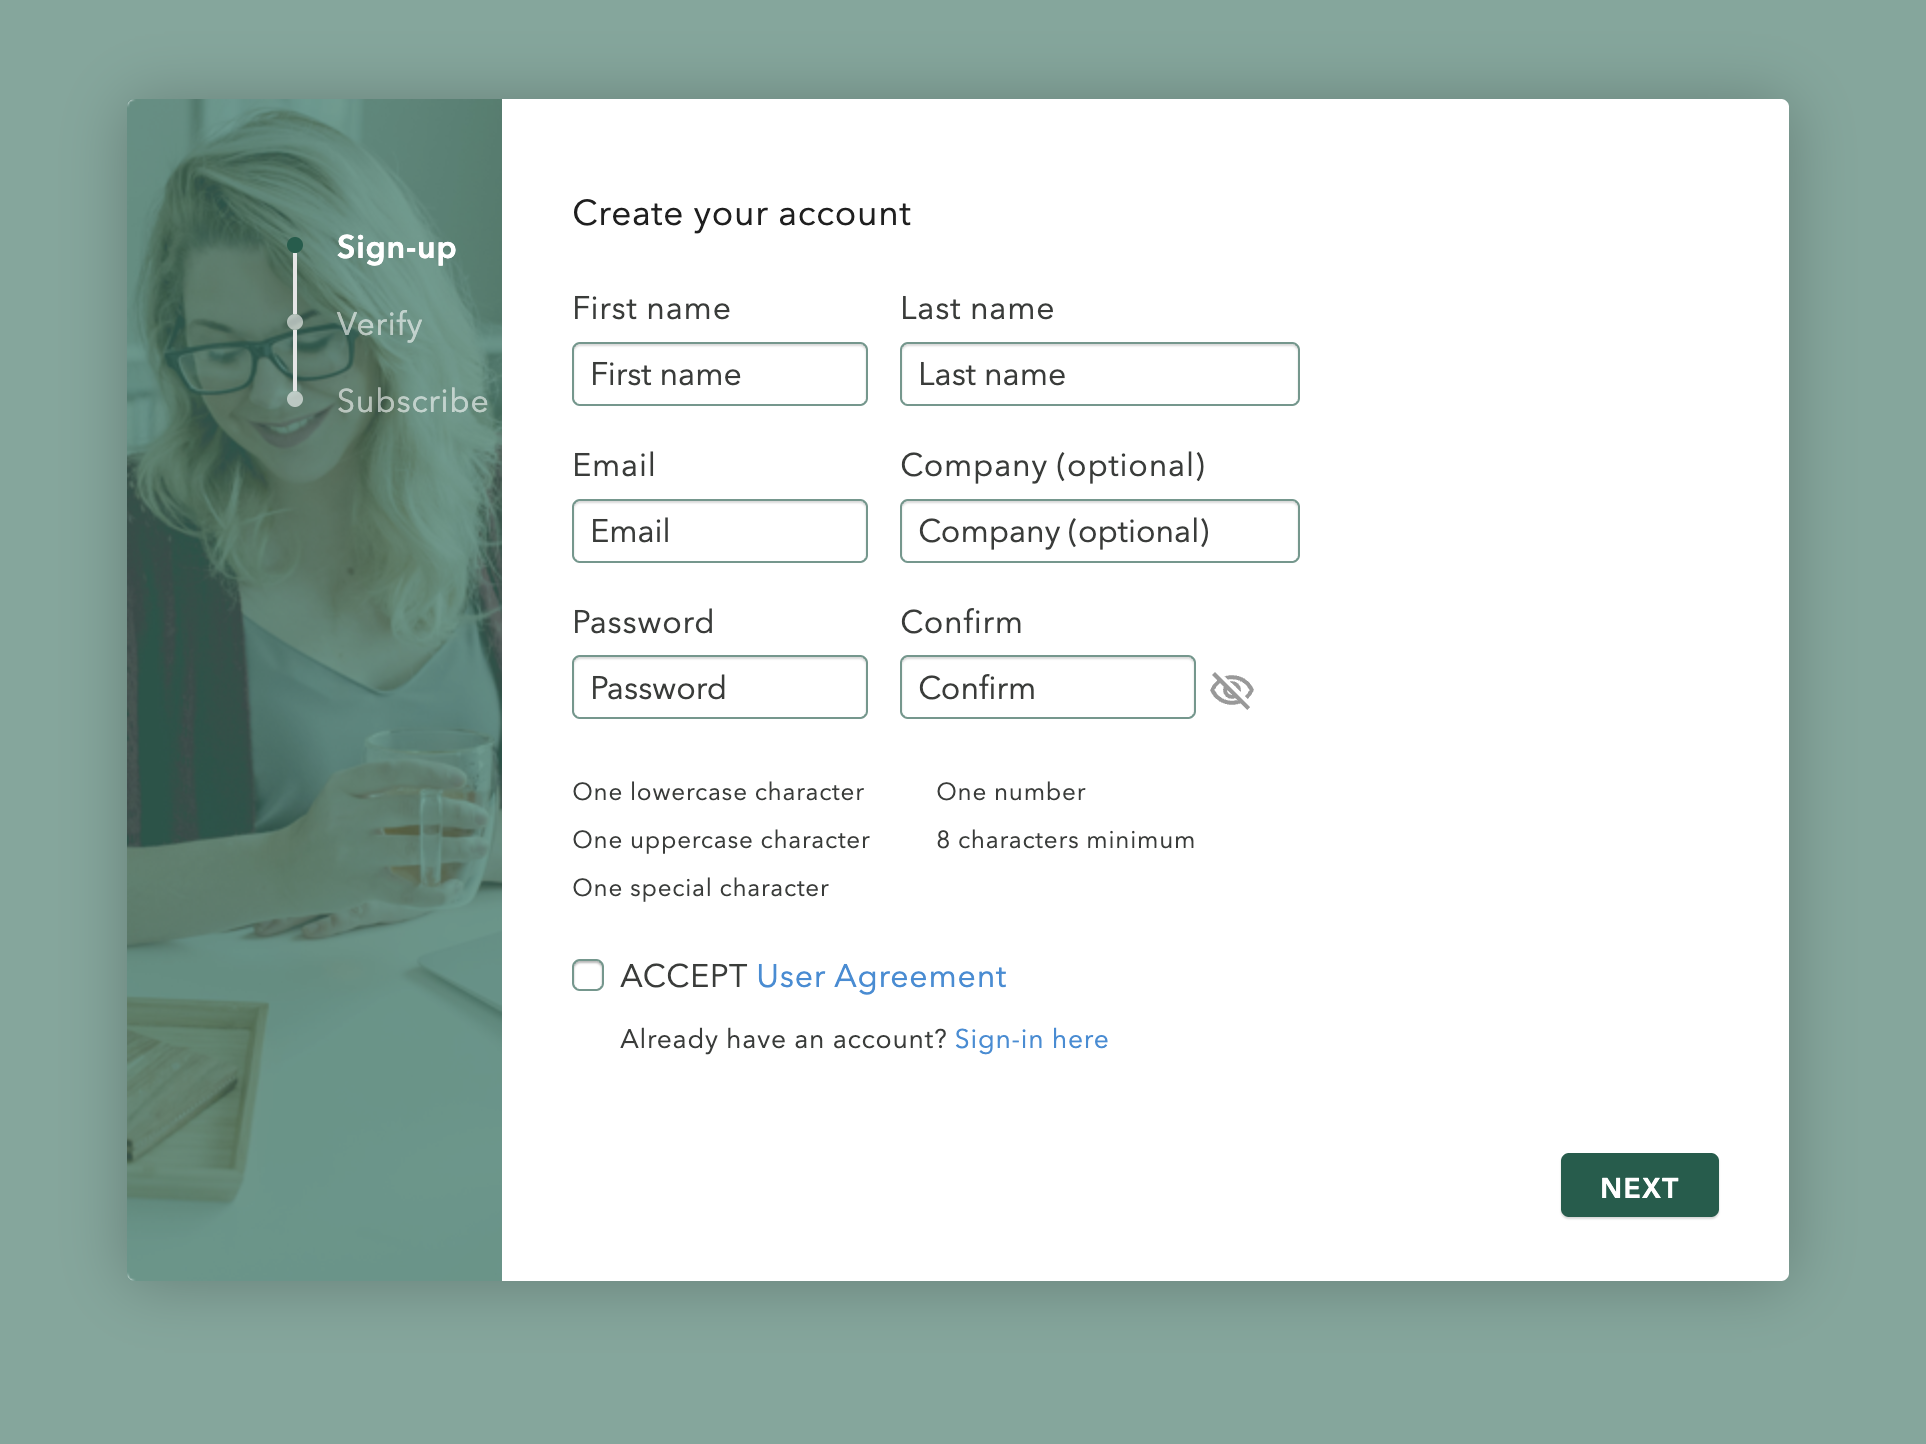 Sign-up
Verify
Subscribe
Create your account
First name Last name
First name Last name
Email Company (optional)
Email Company (optional)
Password Confirm
Password Confirm
One lowercase character One number
One uppercase character 8 characters minimum
One special character
ACCEPT User Agreement
Already have an account? Sign-in here
NEXT